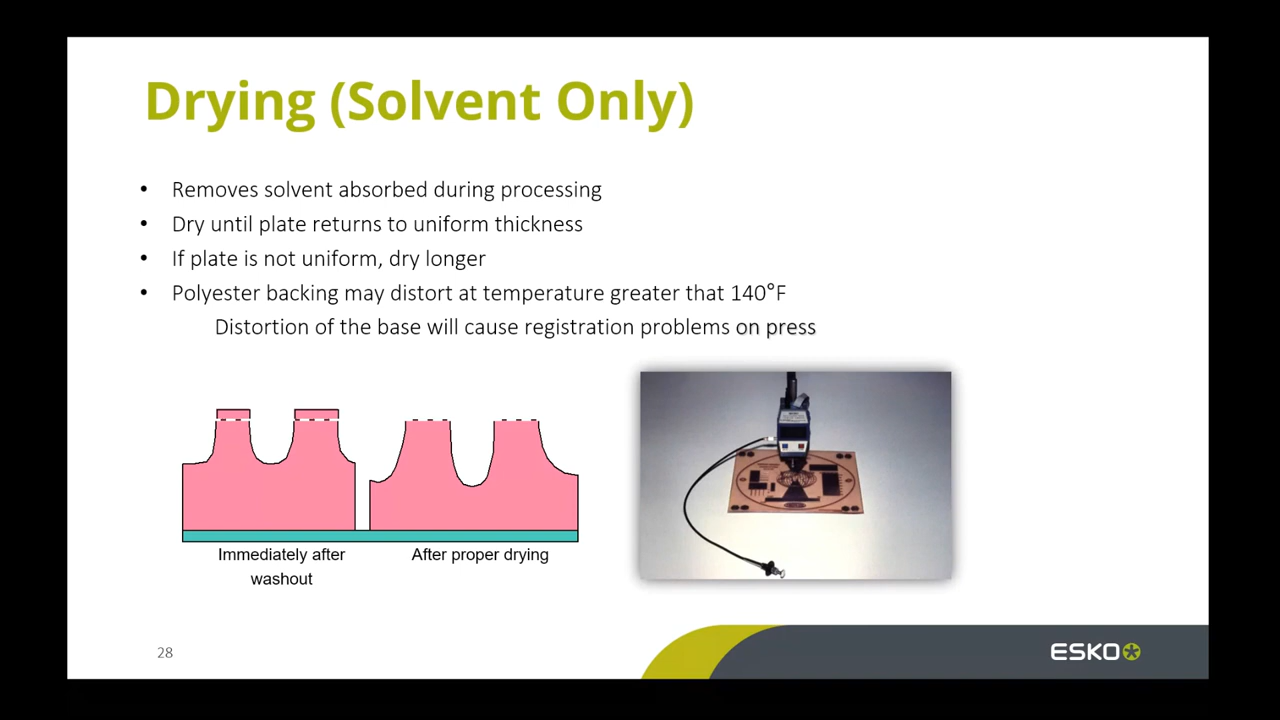 Drying (Solvent Only)
• Removes solvent absorbed during processing
• Dry until plate returns to uniform thickness
• If plate is not uniform, dry longer
• Polyester backing may distort at temperature greater that 140°F
Distortion of the base will cause registration problems on press
Immediately after
washout
After proper drying
28
ESKO